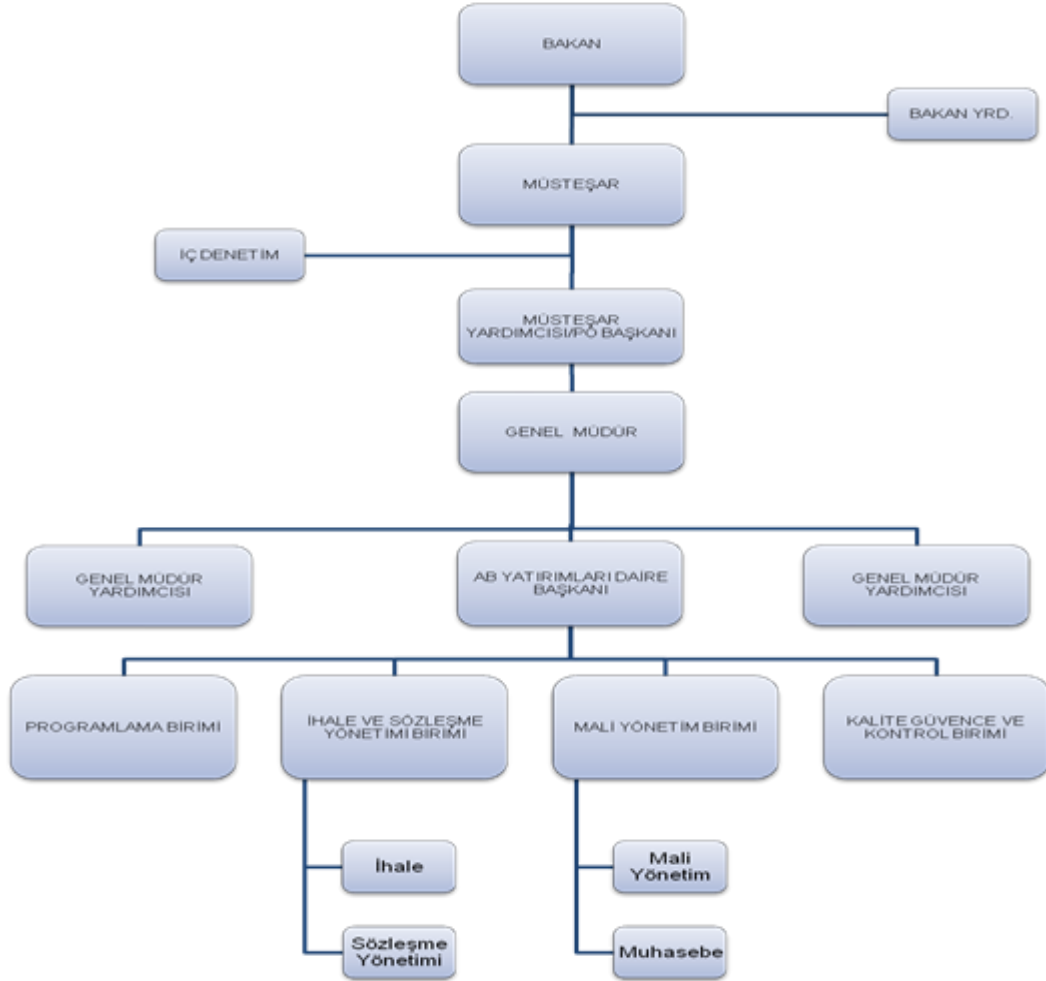 BAKAN
BAKAN YRD.
MÜSTEŞAR
İÇ DENETİM
MÜSTEŞAR
YARDIMCISI/PÖ BAŞKANI
GENEL MÜDÜR
GENEL MÜDÜR
YARDIMCISI
AB YATIRIMLARI DAİRE
BAŞKANI
GENEL MÜDÜR
YARDIMCISI
PROGRAMLAMA BİRİMİ
İHALE VE SÖZLEŞME
YÖNETİMİ BİRİMİ
MALİ YÖNETİM BİRİMİ
KALİTE GÜVENCE VE
KONTROL BİRİMİ
İhale
Sözleşme
Yönetimi
Mali
Yönetim
Muhasebe